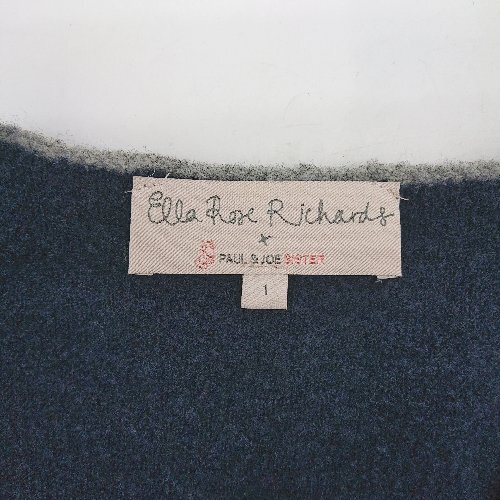 Ella Rose Richards
+
PAUL & JOE SISTER
1